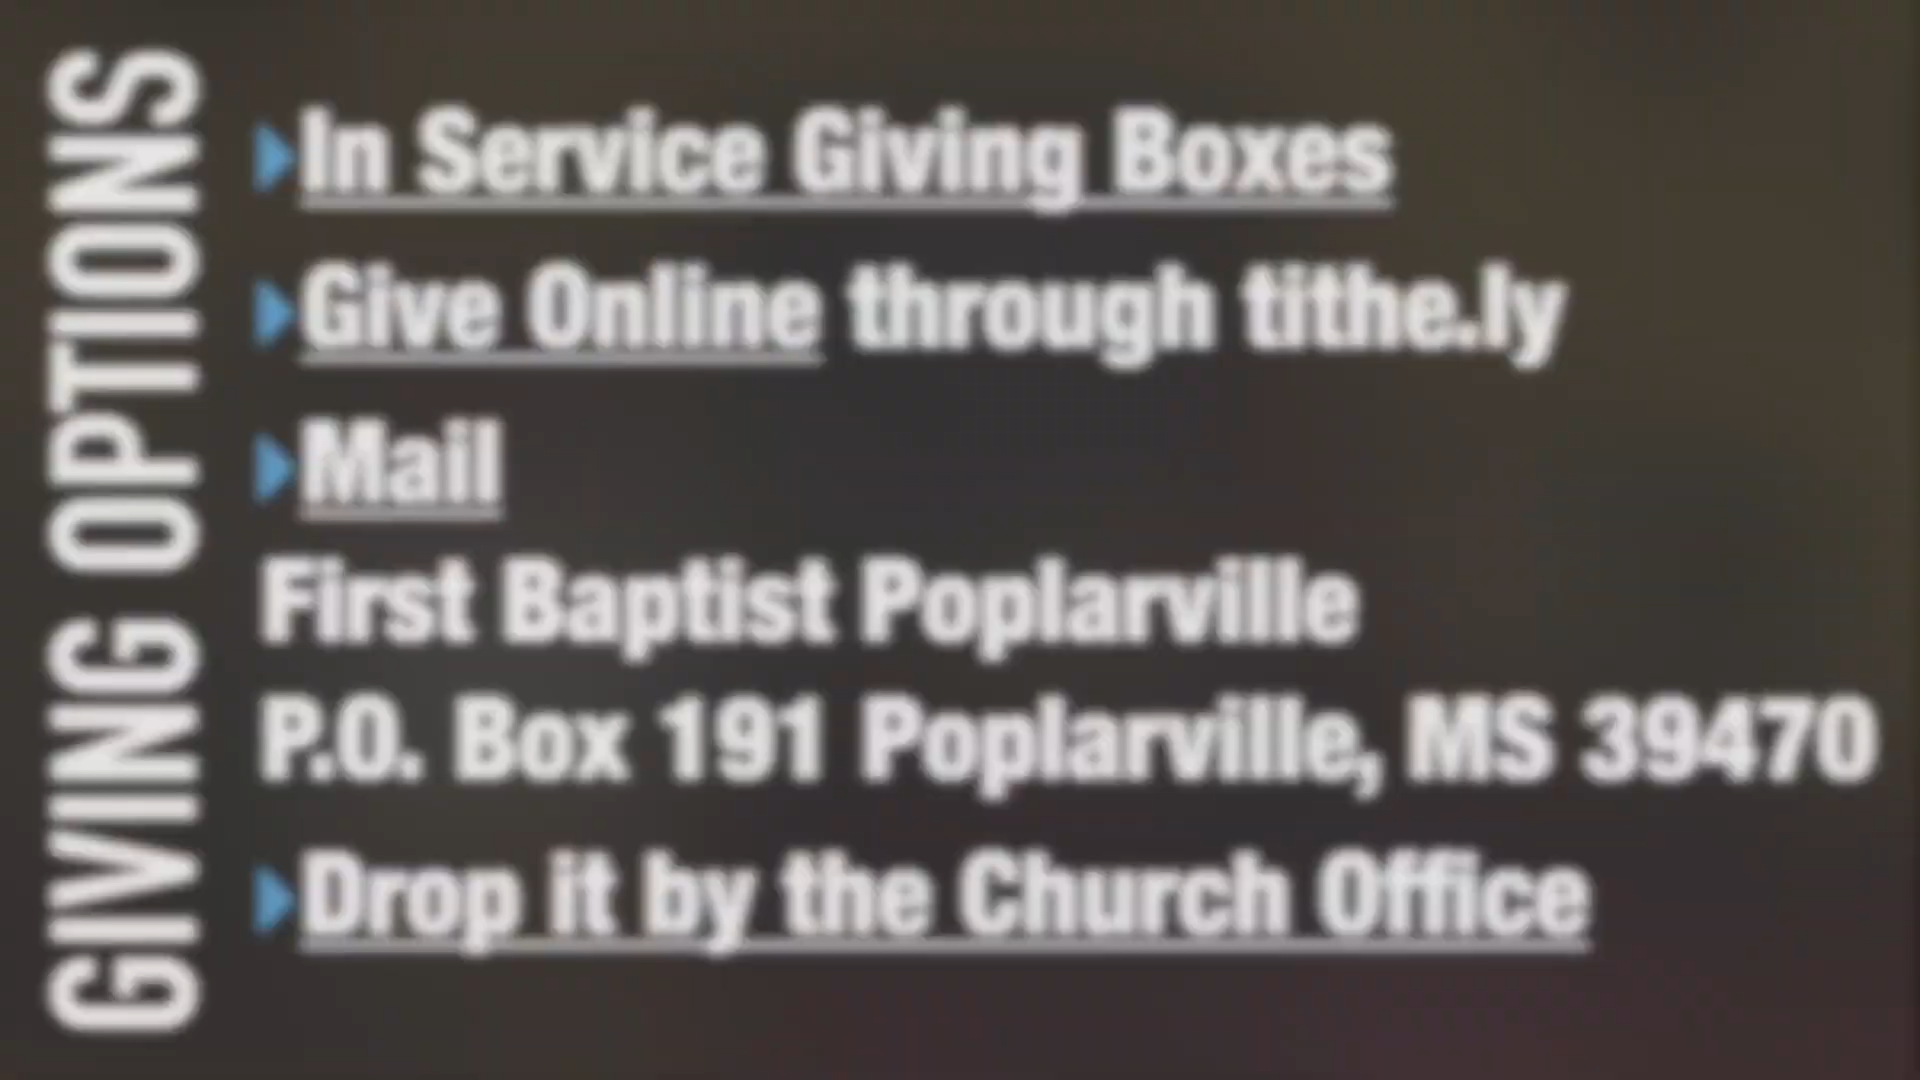 GIVING OPTIONS
In Service Giving Boxes
Give Online through tithe.ly
Mail
First Baptist Poplarville
P.O. Box 191 Poplarville, MS 39470
Drop it by the Church Office